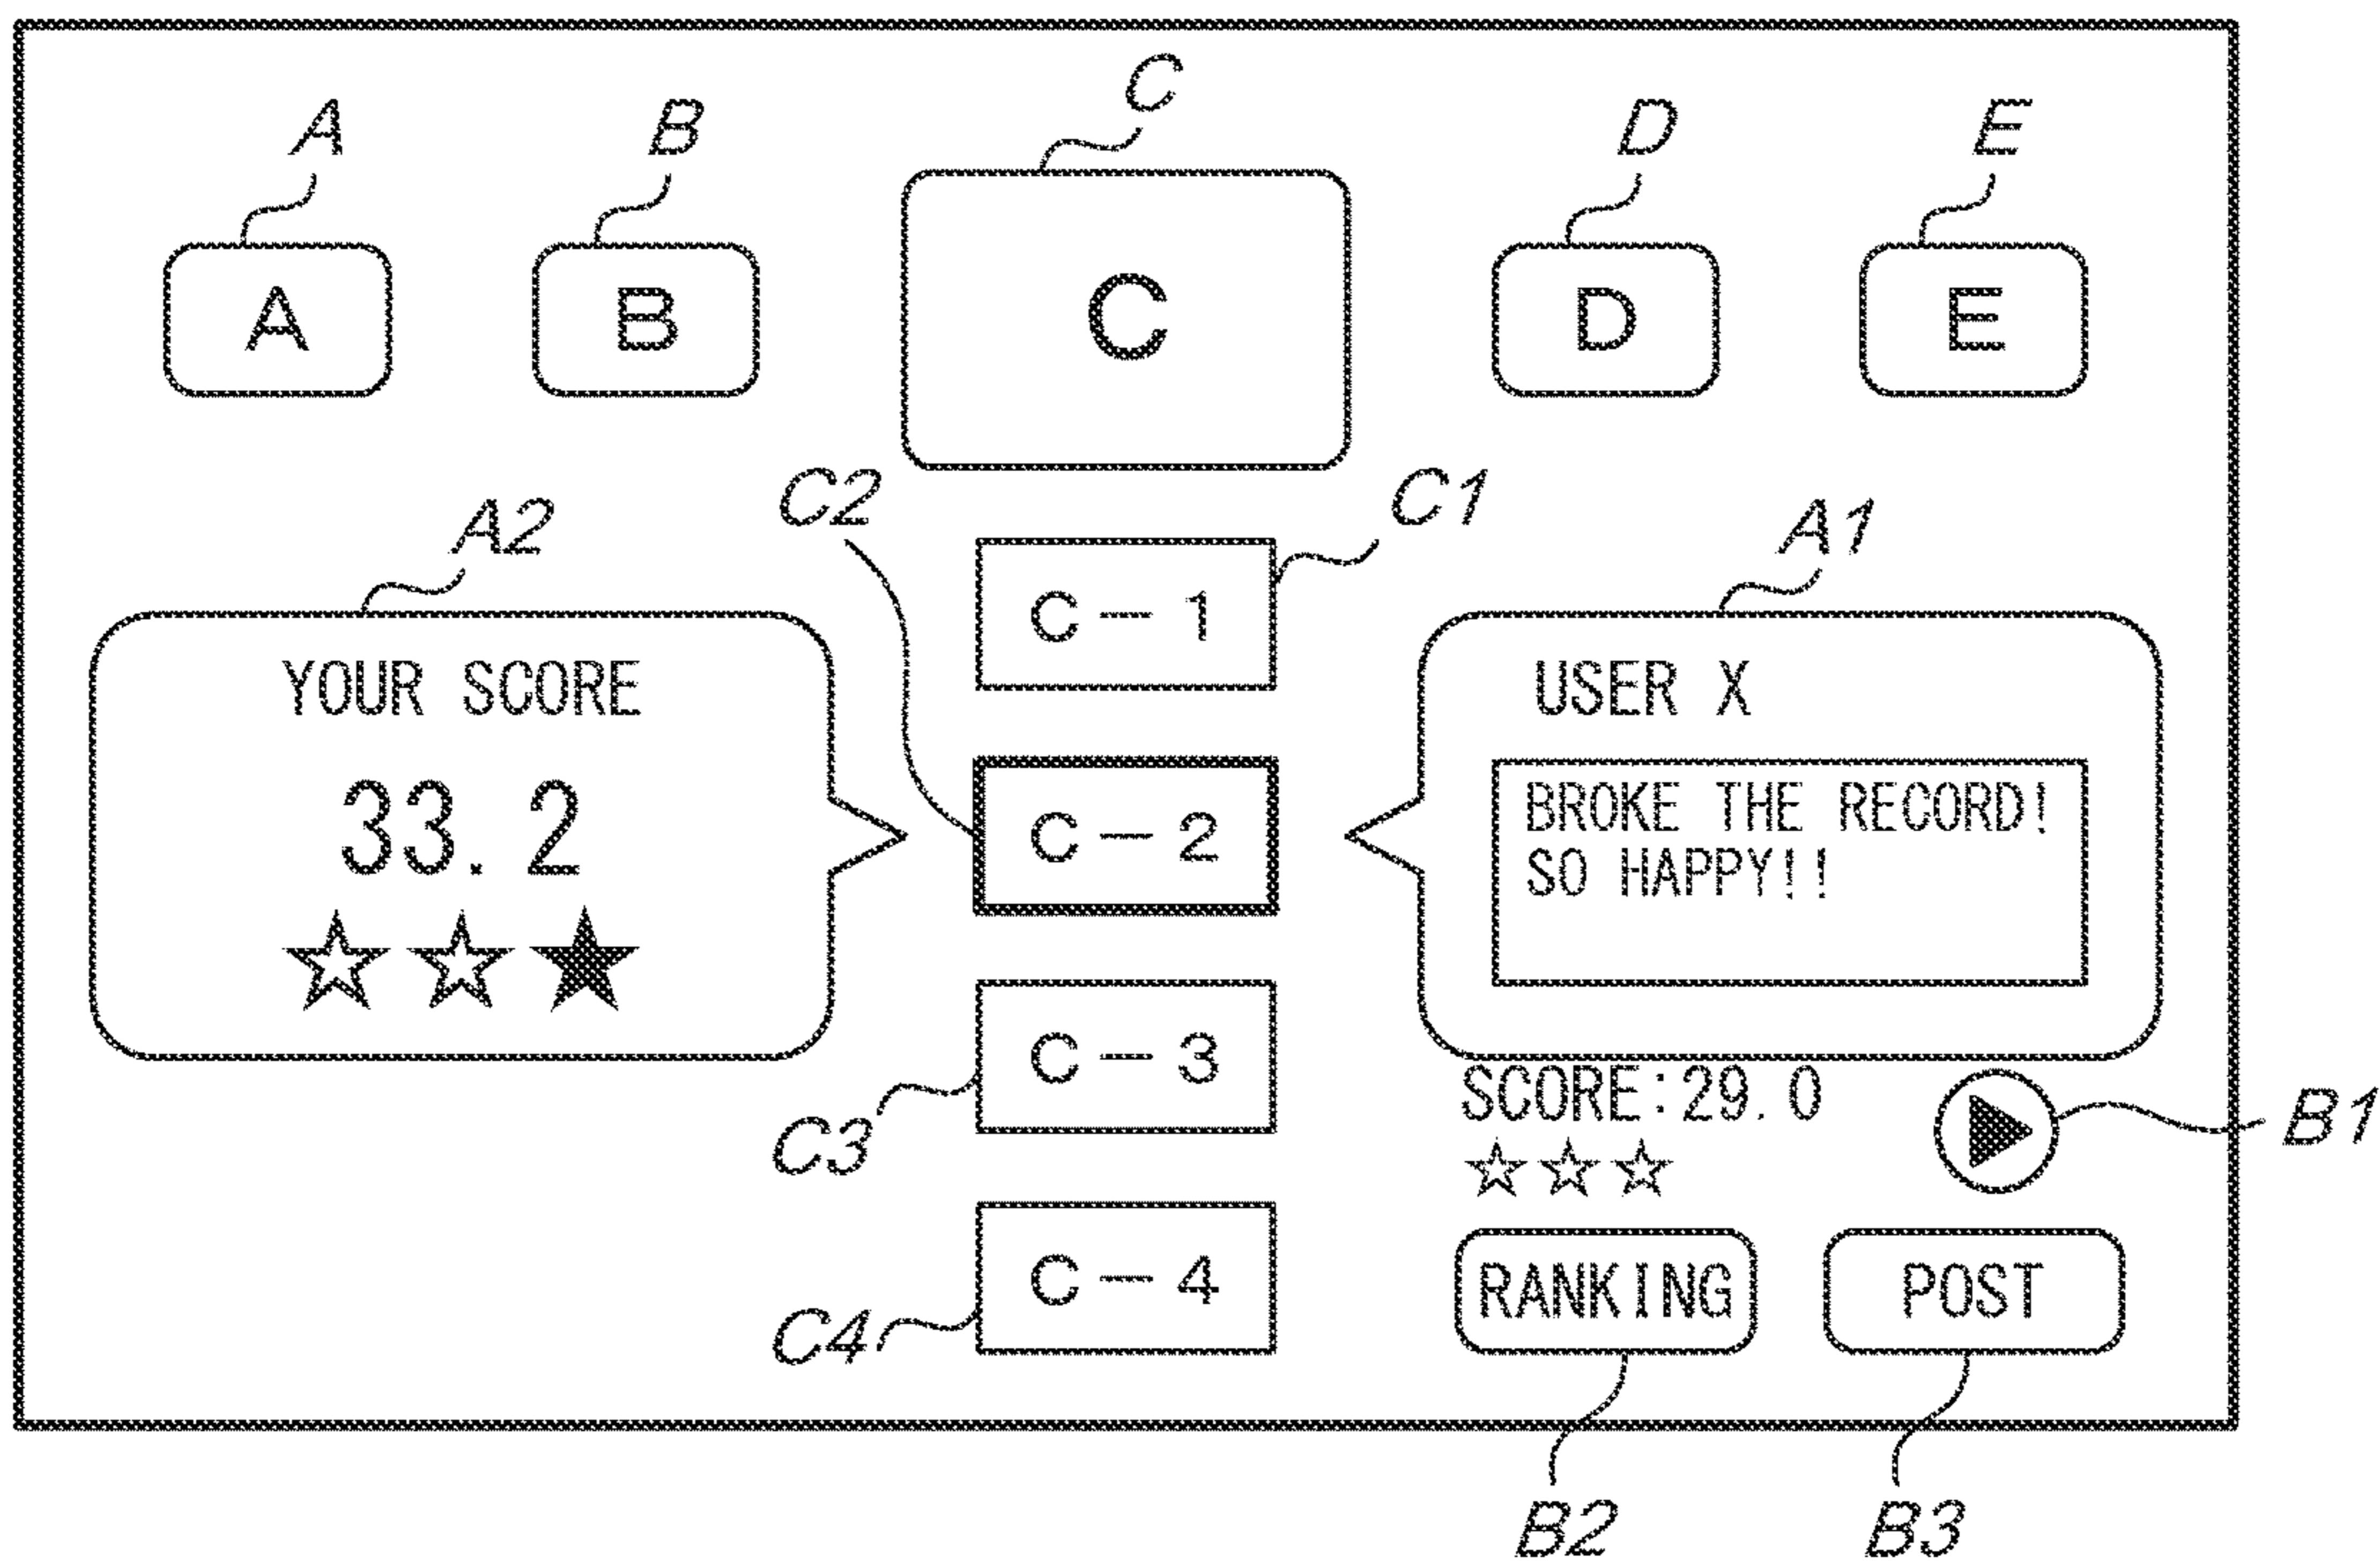 C
A
B
D
E
A
B
C
D
E
C2
C1
A2
A1
C-1
YOUR SCORE
33.2
☆☆★
C-2
USER X
BROKE THE RECORD!
SO HAPPY!!
C-3
C3
SCORE:29.0
☆☆☆
B1
C-4
C4
RANKING
POST
B2
B3